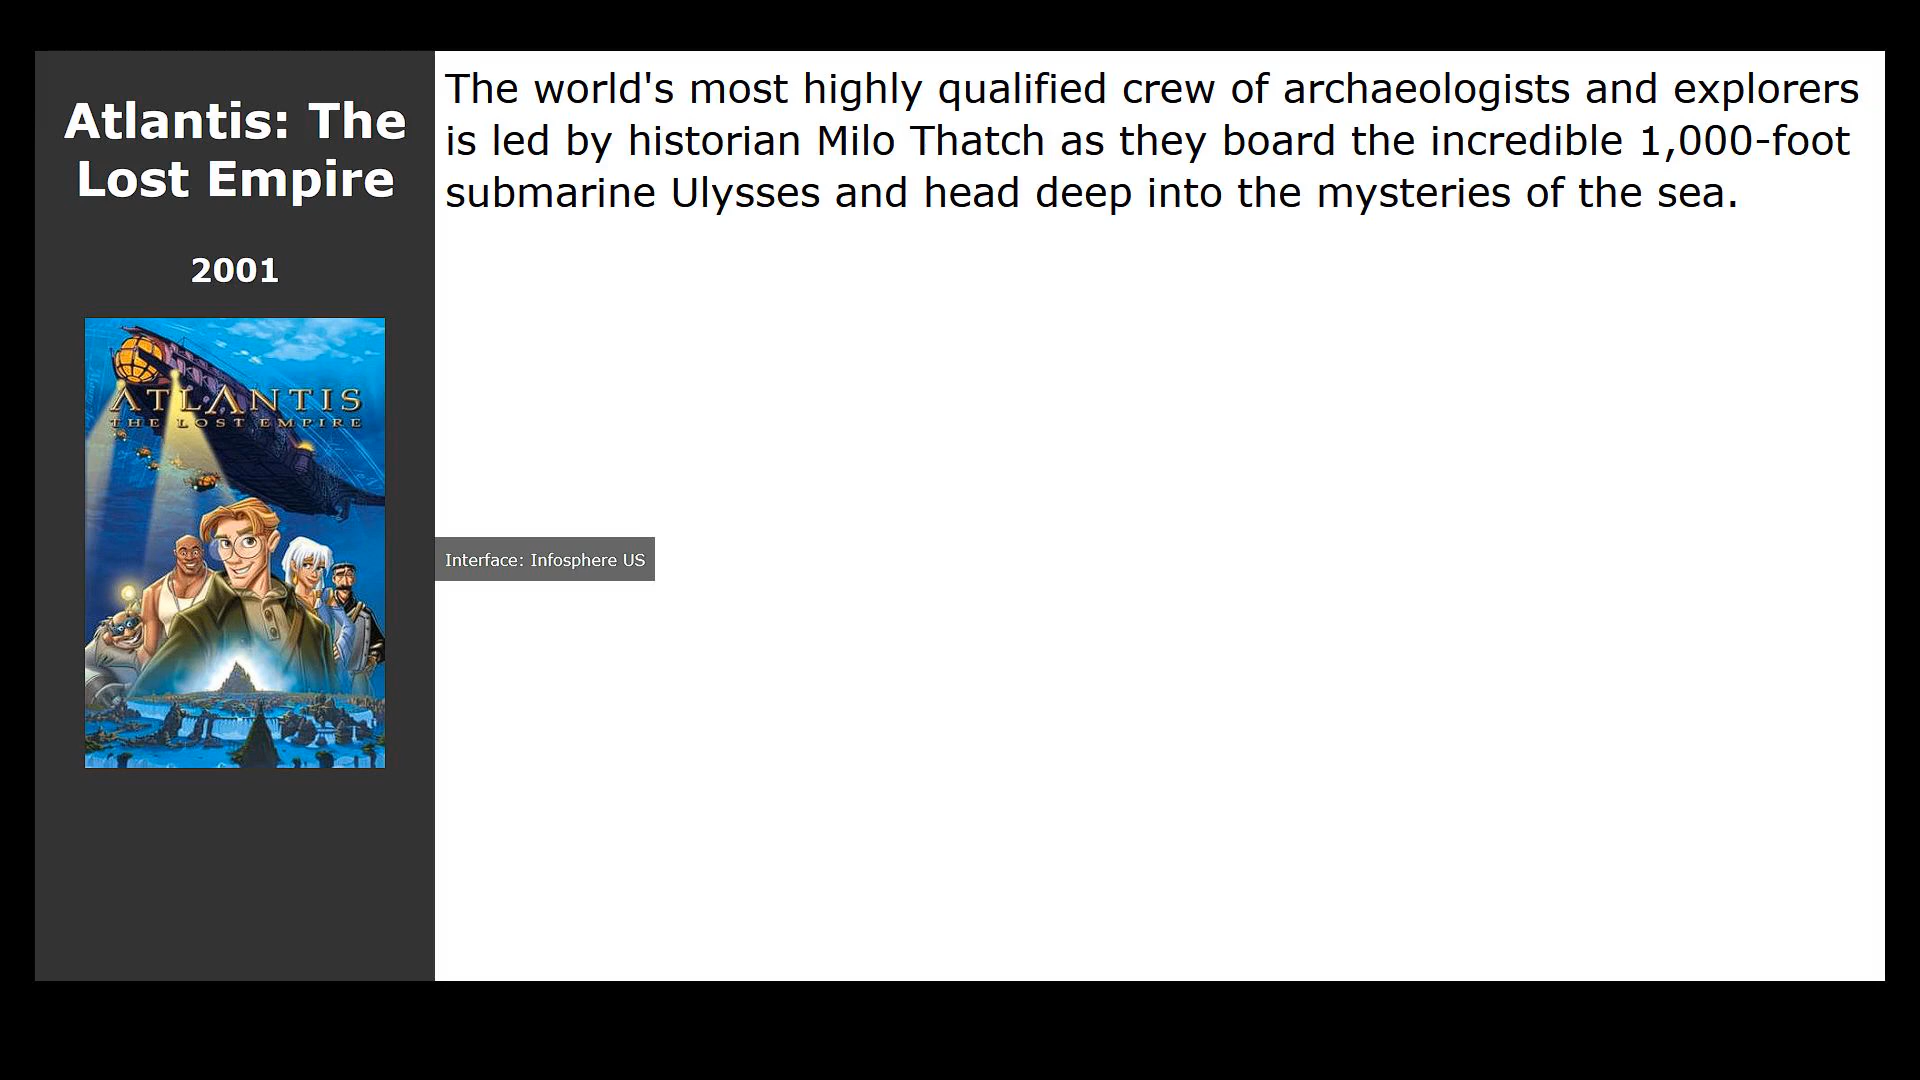 Atlantis: The
Lost Empire
2001
ATLANTIS
THE LOST EMPIRE
The world's most highly qualified crew of archaeologists and explorers
is led by historian Milo Thatch as they board the incredible 1,000-foot
submarine Ulysses and head deep into the mysteries of the sea.
Interface: Infosphere US